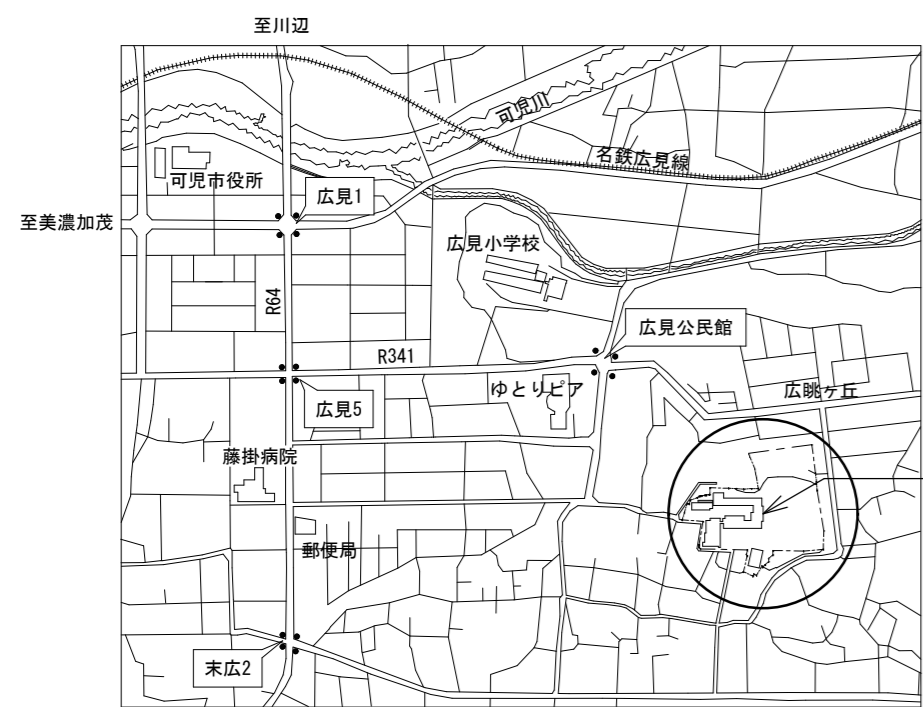 至川辺
可児川
名鉄広見線
可児市役所
広見1
至美濃加茂
広見小学校
R64
広見公民館
R341
ゆとりピア
広眺ヶ丘
広見5
藤掛病院
郵便局
末広2